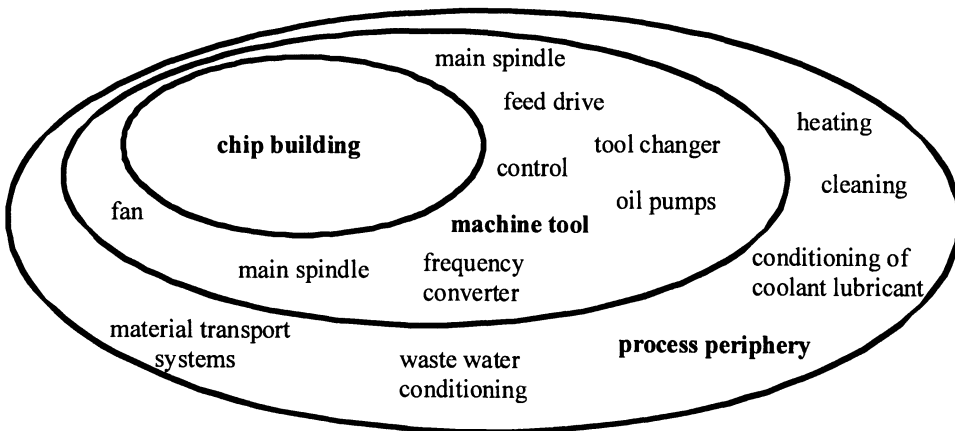 main spindle
feed drive
heating
chip building
tool changer
control
cleaning
oil pumps
fan
machine tool
main spindle
frequency
converter
conditioning of
coolant lubricant
material transport
systems
process periphery
waste water
conditioning